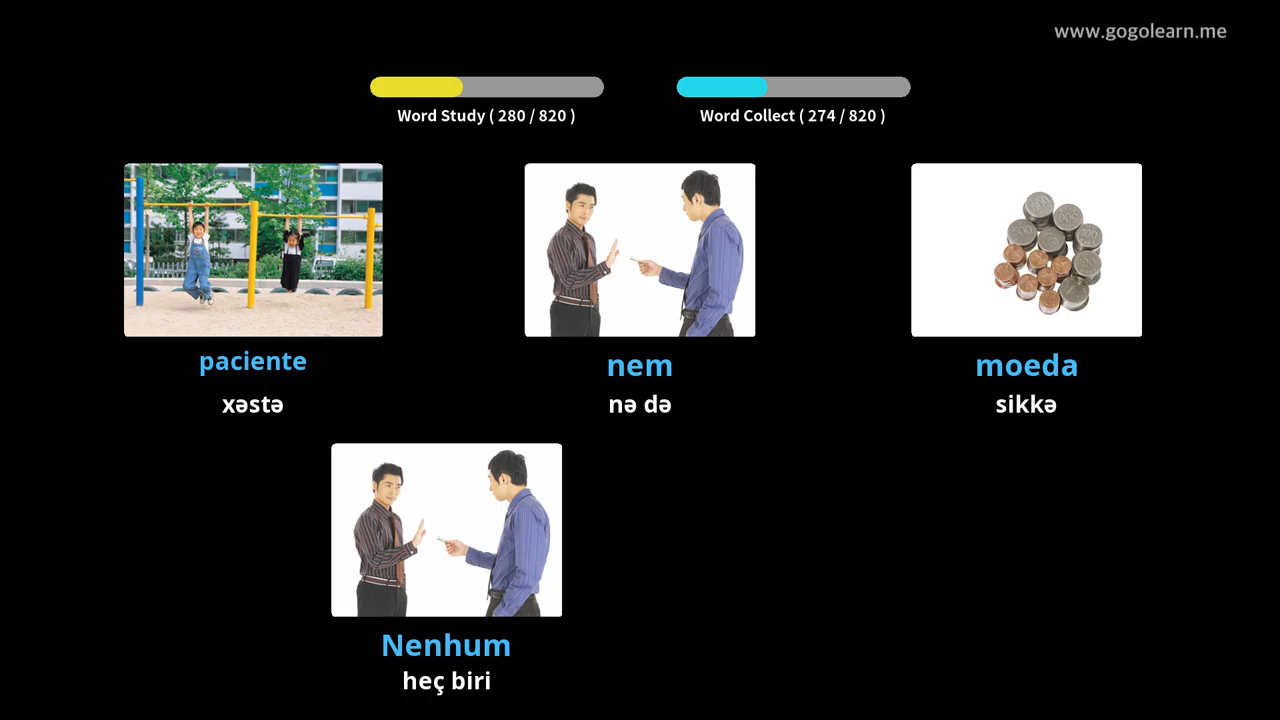 www.gogolearn.me
Word Study ( 280 / 820 )
Word Collect ( 274 / 820 )
paciente
xəstə
nem
nə də
moeda
sikkə
Nenhum
heç biri